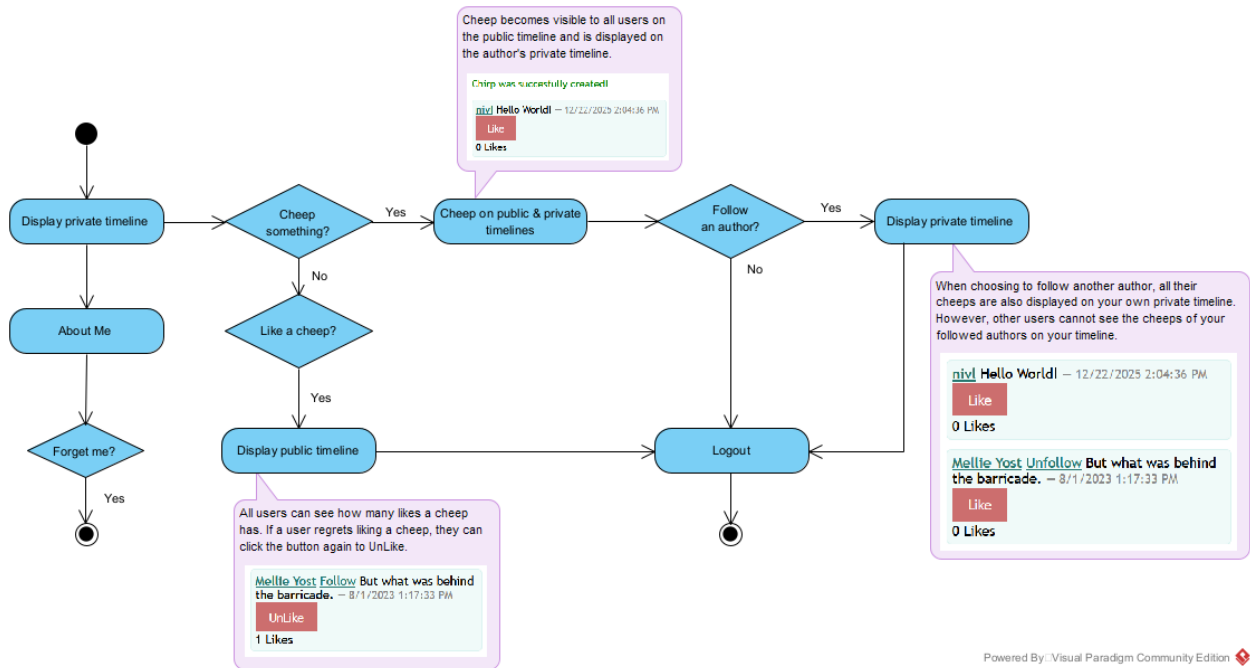 Cheep becomes visible to all users on
the public timeline and is displayed on
the author's private timeline.
Chirp was succesfully created!
nivl Hello World! — 12/22/2025 2:04:36 PM
Like
0 Likes
Display private timeline
Cheep
something?
Yes
Cheep on public & private
timelines
Follow
an author?
Yes
Display private timeline
No
No
About Me
Like a cheep?
When choosing to follow another author, all their
cheeps are also displayed on your own private timeline.
However, other users cannot see the cheeps of your
followed authors on your timeline.
nivl Hello World! — 12/22/2025 2:04:36 PM
Like
0 Likes
Mellie Yost Unfollow But what was behind
the barricade. — 8/1/2023 1:17:33 PM
Like
0 Likes
Yes
Forget me?
Display public timeline
Logout
Yes
All users can see how many likes a cheep
has. If a user regrets liking a cheep, they can
click the button again to UnLike.
Mellie Yost Follow But what was behind
the barricade. — 8/1/2023 1:17:33 PM
UnLike
1 Likes
Powered By Visual Paradigm Community Edition